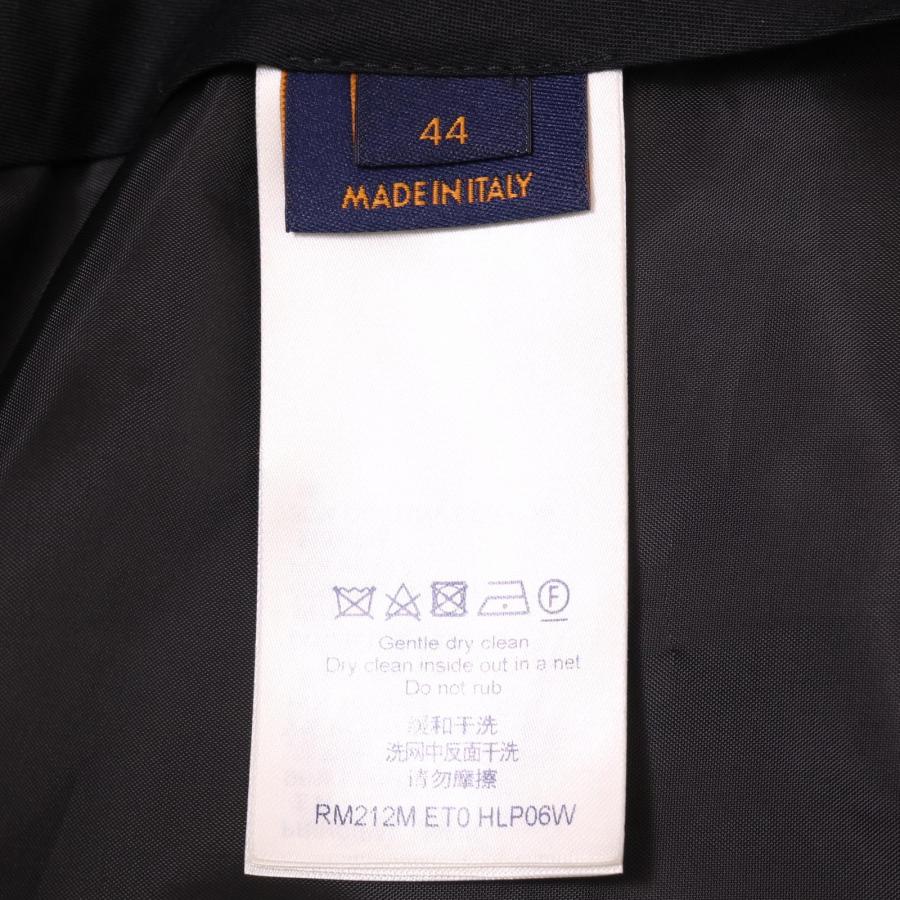 44
MADE IN ITALY
F
Gentle dry clean
Dry clean inside out in a net
Do not rub
缓和干洗
洗网中反面干洗
请勿摩擦
RM212M ET0 HLP06W